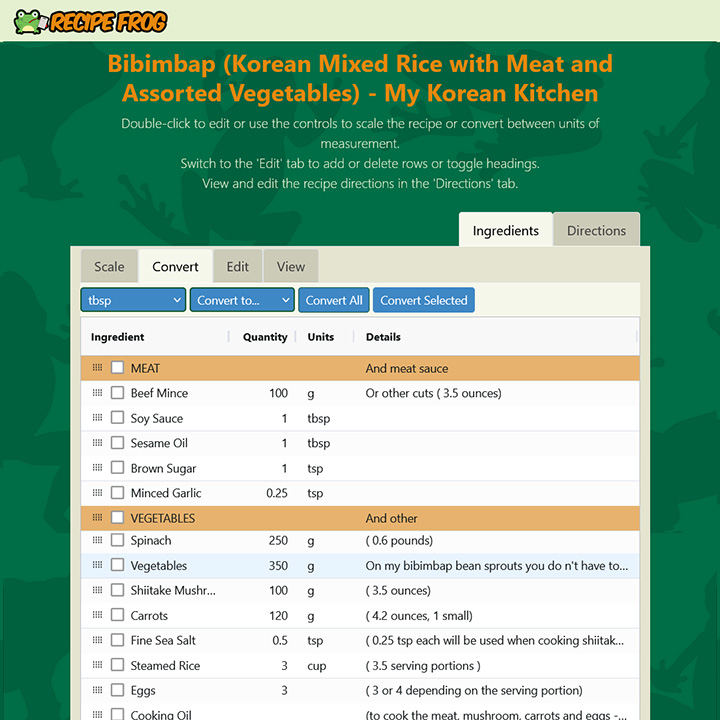 RECIPE FROG
Bibimbap (Korean Mixed Rice with Meat and
Assorted Vegetables) - My Korean Kitchen
Double-click to edit or use the controls to scale the recipe or convert between units of
measurement.
Switch to the 'Edit' tab to add or delete rows or toggle headings.
View and edit the recipe directions in the 'Directions' tab.
Ingredients Directions
Scale Convert Edit View
tbsp Convert to... Convert All Convert Selected
Ingredient Quantity Units Details
MEAT And meat sauce
Beef Mince 100 g Or other cuts ( 3.5 ounces)
Soy Sauce 1 tbsp
Sesame Oil 1 tbsp
Brown Sugar 1 tsp
Minced Garlic 0.25 tsp
VEGETABLES And other
Spinach 250 g ( 0.6 pounds)
Vegetables 350 g On my bibimbap bean sprouts you do n't have to...
Shiitake Mushr... 100 g ( 3.5 ounces)
Carrots 120 g ( 4.2 ounces, 1 small)
Fine Sea Salt 0.5 tsp ( 0.25 tsp each will be used when cooking shiitak...
Steamed Rice 3 cup ( 3.5 serving portions )
Eggs 3 ( 3 or 4 depending on the serving portion)
Cooking Oil (to cook the meat, mushroom, carrots and eggs -...